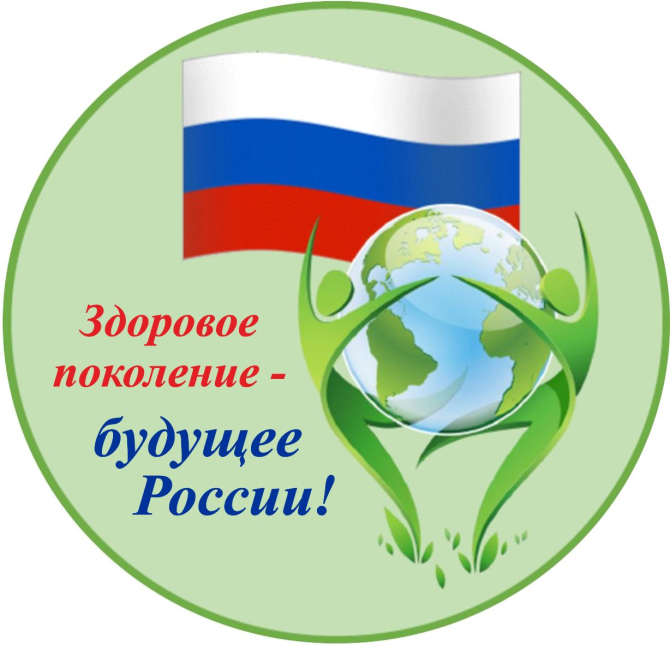 Здоровое
поколение -
будущее
России!